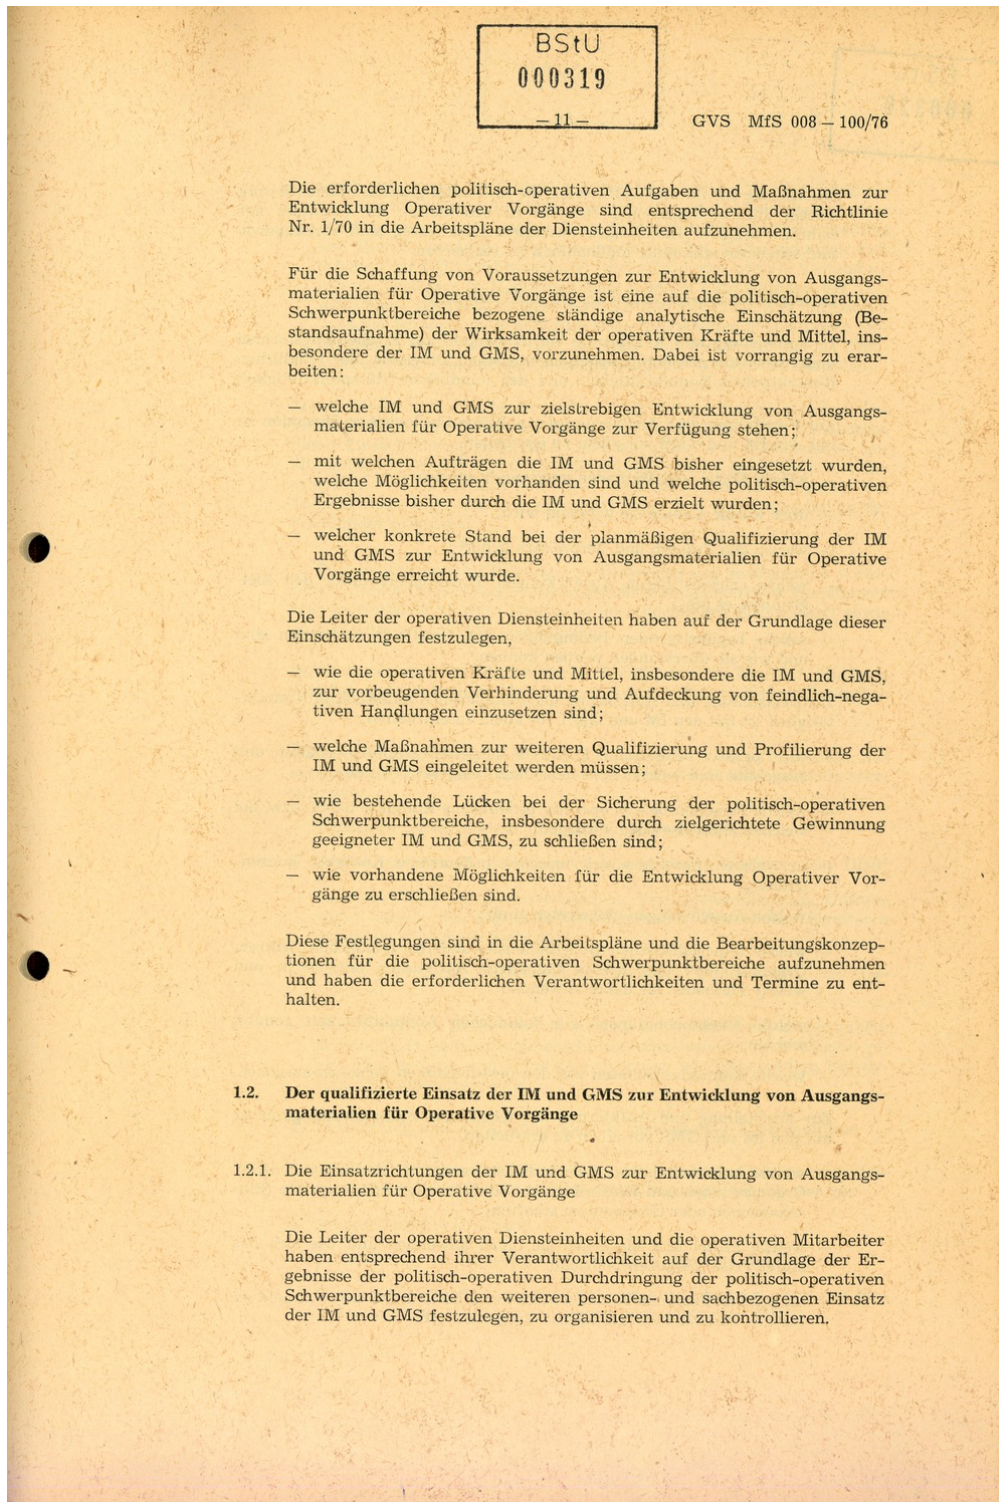 BStU
000319
— 11 —
GVS MfS 008 — 100/76
Die erforderlichen politisch-operativen Aufgaben und Maßnahmen zur
Entwicklung Operativer Vorgänge sind entsprechend der Richtlinie
Nr. 1/70 in die Arbeitspläne der Diensteinheiten aufzunehmen.
Für die Schaffung von Voraussetzungen zur Entwicklung von Ausgangs-
materialien für Operative Vorgänge ist eine auf die politisch-operativen
Schwerpunktbereiche bezogene ständige analytische Einschätzung (Be-
standsaufnahme) der Wirksamkeit der operativen Kräfte und Mittel, ins-
besondere der IM und GMS, vorzunehmen. Dabei ist vorrangig zu erar-
beiten:
— welche IM und GMS zur zielstrebigen Entwicklung von Ausgangs-
materialien für Operative Vorgänge zur Verfügung stehen;
— mit welchen Aufträgen die IM und GMS bisher eingesetzt wurden,
welche Möglichkeiten vorhanden sind und welche politisch-operativen
Ergebnisse bisher durch die IM und GMS erzielt wurden;
— welcher konkrete Stand bei der planmäßigen Qualifizierung der IM
und GMS zur Entwicklung von Ausgangsmaterialien für Operative
Vorgänge erreicht wurde.
Die Leiter der operativen Diensteinheiten haben auf der Grundlage dieser
Einschätzungen festzulegen,
— wie die operativen Kräfte und Mittel, insbesondere die IM und GMS,
zur vorbeugenden Verhinderung und Aufdeckung von feindlich-nega-
tiven Handlungen einzusetzen sind;
— welche Maßnahmen zur weiteren Qualifizierung und Profilierung der
IM und GMS eingeleitet werden müssen;
— wie bestehende Lücken bei der Sicherung der politisch-operativen
Schwerpunktbereiche, insbesondere durch zielgerichtete Gewinnung
geeigneter IM und GMS, zu schließen sind;
— wie vorhandene Möglichkeiten für die Entwicklung Operativer Vor-
gänge zu erschließen sind.
Diese Festlegungen sind in die Arbeitspläne und die Bearbeitungskonzep-
tionen für die politisch-operativen Schwerpunktbereiche aufzunehmen
und haben die erforderlichen Verantwortlichkeiten und Termine zu ent-
halten.
1.2. Der qualifizierte Einsatz der IM und GMS zur Entwicklung von Ausgangs-
materialien für Operative Vorgänge
1.2.1. Die Einsatzrichtungen der IM und GMS zur Entwicklung von Ausgangs-
materialien für Operative Vorgänge
Die Leiter der operativen Diensteinheiten und die operativen Mitarbeiter
haben entsprechend ihrer Verantwortlichkeit auf der Grundlage der Er-
gebnisse der politisch-operativen Durchdringung der politisch-operativen
Schwerpunktbereiche den weiteren personen- und sachbezogenen Einsatz
der IM und GMS festzulegen, zu organisieren und zu kontrollieren.